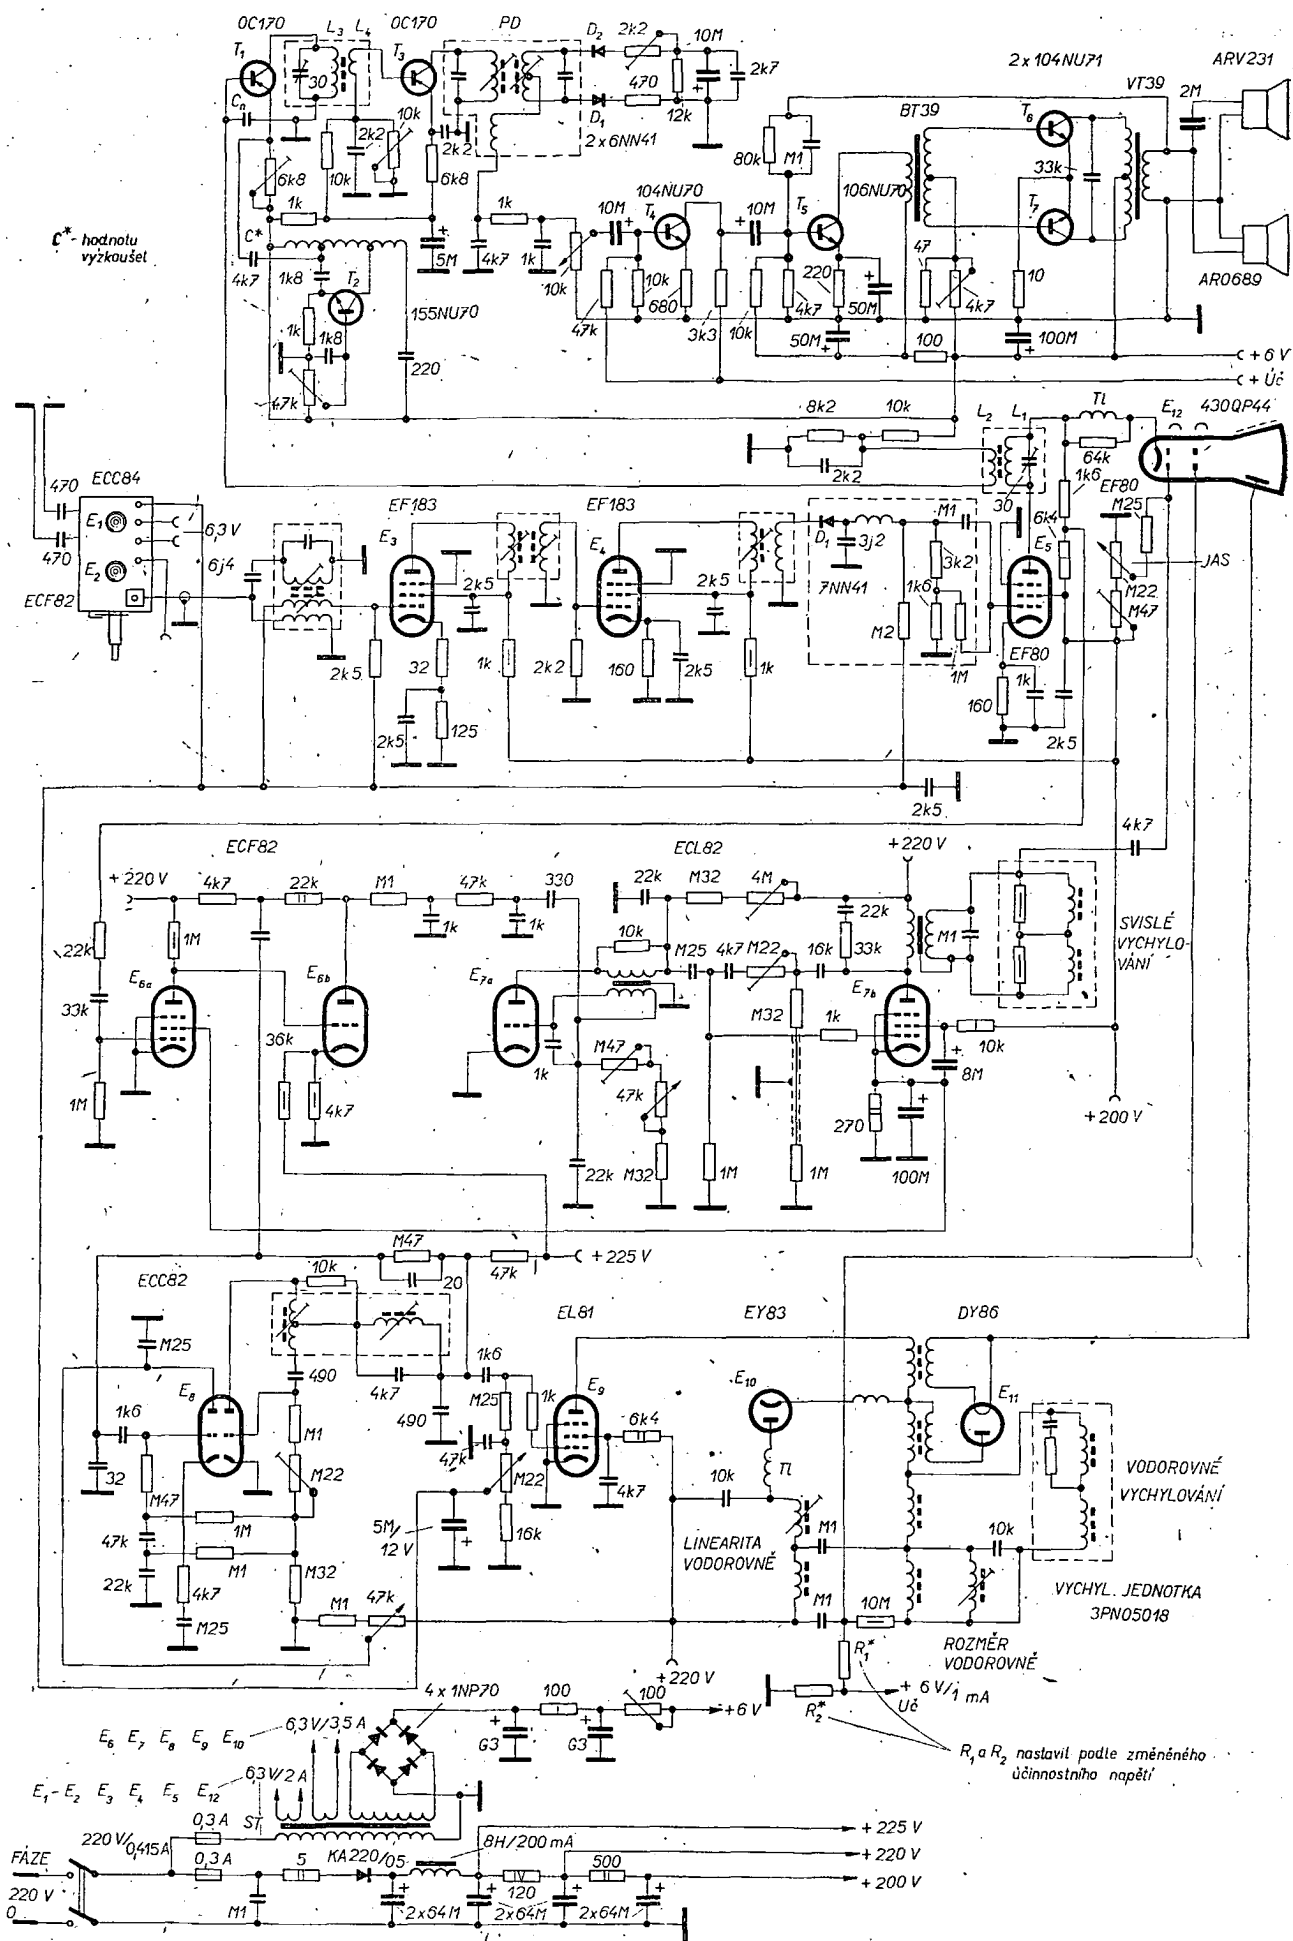 OC170 L3 L4 OC170 PD D2 2k2 10M
T1 T3 30 470 2k7 2 x 104NU71 ARV231
VT39 2M
Cn 10k D1 12k BT39 T6
2k2 2k2 2 x 6NN41 80k M1 33k
6k8 10k 6k8 104NU70 106NU70
1k 1k 10M T4 10M T5 T7
C*- hodnotu
vyzkoušel
C* 5M 4k7 1k 10k 220 47 10 ARO689
4k7 1k8 T2 10k 680 4k7 50M 4k7
155NU70 47k 3k3 10k 50M 100M
1k 1k8 220 100 + 6 V
47k + Úč
8k2 10k L2 L1 Tl E12 430QP44
2k2 64k
ECC84 1k6
470 EF183 EF183 30 EF80 M25
E1 6,3 V E3 E4 M1 6k4
470 6j4 D1 3j2 E5 JAS
E2 2k5 2k5 7NN41 3k2 M22
ECF82 1k6 M47
M2 EF80
2k5 32 1k 2k2 160 2k5 1k 1M 160 1k
2k5 125 2k5
2k5
4k7
ECF82 ECL82 +220 V
+ 220 V 4k7 22k M1 47k 330 22k M32 4M
1k 1k 22k M1 SVISLÉ
VYCHYLO-
VÁNÍ
22k 1M 10k M25 4k7 M22 16k 33k
E6a E6b E7a E7b
33k M32 1k
36k 1k M47 10k
1M 4k7 47k 8M
270 +200 V
22k M32 1M 1M 100M
M47 + 225 V
ECC82 10k 20 47k
EL81 EY83 DY86
M25 1k6
490 4k7 E10
E8 M25 1k E9 E11
1k6 M1 490 6k4
32 M22 47k M22 4k7 10k Tl VODOROVNÉ
VYCHYLOVÁNÍ
M47 1M 5M/
12 V 16k LINEARITA
VODOROVNĚ M1 10k
47k M1 M32
22k 4k7 M1 47k M1 10M VYCHYL. JEDNOTKA
3PN05018
M25 R1* ROZMĚR
VODOROVNĚ
+220 V
4 x 1NP70 100 100 +6 V + 6 V/1 mA
Uč
R2*
E6 E7 E8 E9 E10 6,3 V/3,5 A G3 G3 R1 a R2 nastavil podle změněného
účinnostního napětí
6,3 V/2 A
E1-E2 E3 E4 E5 E12
0,3 A ST
220 V/
0,415A 8H/200 mA + 225 V
FÁZE 0,3 A 5 KA220/05 + 220 V
220 V 120 500 + 200 V
0 M1 2x64M 2x64M 2x64M